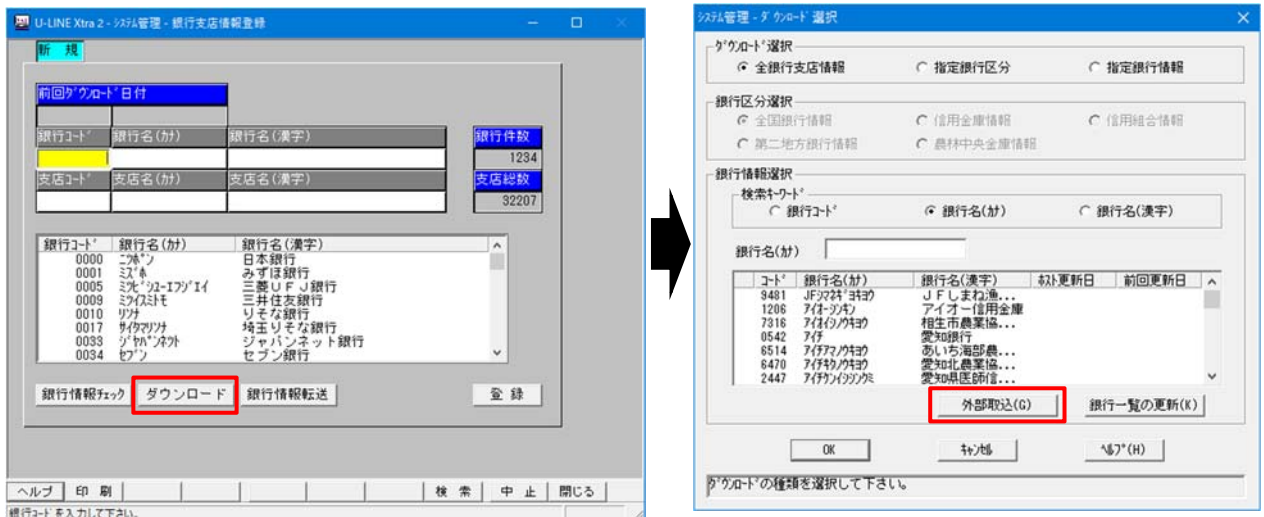 U-LINE Xtra 2 - ｼｽﾃﾑ管理 - 銀行支店情報登録
新 規
前回ﾀﾞｳﾝﾛｰﾄﾞ日付
銀行ｺｰﾄﾞ 銀行名(ｶﾅ) 銀行名(漢字) 銀行件数
1234
支店ｺｰﾄﾞ 支店名(ｶﾅ) 支店名(漢字) 支店総数
32207
銀行ｺｰﾄﾞ 銀行名(ｶﾅ) 銀行名(漢字)
0000 ﾆﾎﾝ 日本銀行
0001 ﾐｽﾞﾎ みずほ銀行
0005 ﾐﾂﾋﾞｼﾕｰｴﾌｼﾞｴｲ 三菱ＵＦＪ銀行
0009 ﾐﾂｲｽﾐﾄﾓ 三井住友銀行
0010 ﾘｿﾅ りそな銀行
0017 ｻｲﾀﾏﾘｿﾅ 埼玉りそな銀行
0033 ｼﾞﾔﾊﾟﾝﾈﾂﾄ ジャパンネット銀行
0034 ｾﾌﾞﾝ セブン銀行
銀行情報ﾁｪｯｸ ダウンロード 銀行情報転送 登 録
ヘルプ 印 刷 検 索 中 止 閉じる
銀行ｺｰﾄﾞを入力して下さい。
ｼｽﾃﾑ管理 - ﾀﾞｳﾝﾛｰﾄﾞ選択
ﾀﾞｳﾝﾛｰﾄﾞ選択
全銀行支店情報 指定銀行区分 指定銀行情報
銀行区分選択
全国銀行情報 信用金庫情報 信用組合情報
第二地方銀行情報 農林中央金庫情報
銀行情報選択
検索ｷｰﾜｰﾄﾞ
銀行ｺｰﾄﾞ 銀行名(ｶﾅ) 銀行名(漢字)
銀行名(ｶﾅ)
ｺｰﾄﾞ 銀行名(ｶﾅ) 銀行名(漢字) ﾎｽﾄ更新日 前回更新日
9481 JFｼﾏﾈｷﾞﾖｷﾖｳ ＪＦしまね漁...
1206 ｱｲｵｰｼﾝｷﾝ アイオー信用金庫
7316 ｱｲｵｲｼﾉｳｷﾖｳ 相生市農業協...
0542 ｱｲﾁ 愛知銀行
6514 ｱｲﾁｱﾏﾉｳｷﾖｳ あいち海部農...
6470 ｱｲﾁｷﾀﾉｳｷﾖｳ 愛知北農業協...
2447 ｱｲﾁｹﾝｲｼｼﾝｸﾐ 愛知県医師信...
外部取込(G) 銀行一覧の更新(K)
OK ｷｬﾝｾﾙ ﾍﾙﾌﾟ(H)
ﾀﾞｳﾝﾛｰﾄﾞの種類を選択して下さい。